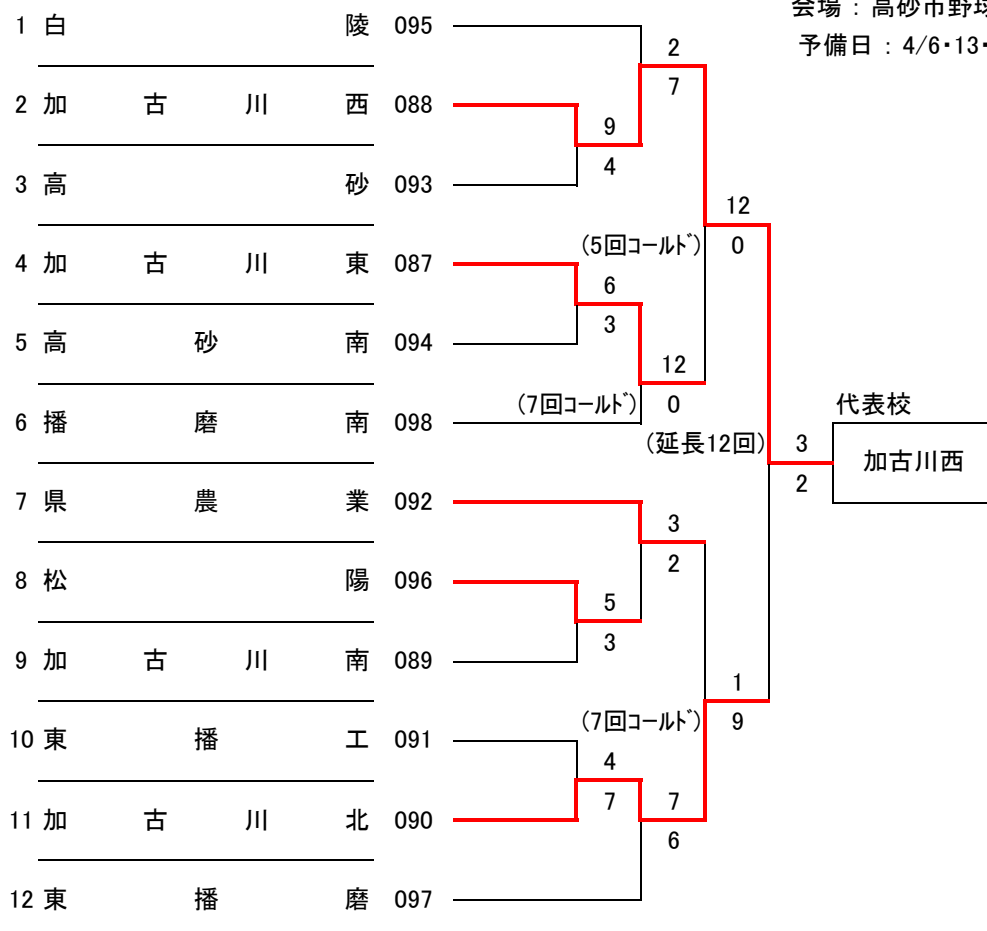 会場：高砂市野球
予備日：4/6・13・
1 白陵 095
2
7
2 加古川西 088
9
4
3 高砂 093
12
0
(5回ｺｰﾙﾄﾞ)
4 加古川東 087
6
3
5 高砂南 094
12
0
(7回ｺｰﾙﾄﾞ)
6 播磨南 098
代表校
(延長12回)
3
2
加古川西
7 県農業 092
3
2
8 松陽 096
5
3
9 加古川南 089
1
9
(7回ｺｰﾙﾄﾞ)
10 東播工 091
4
7
11 加古川北 090
7
6
12 東播磨 097